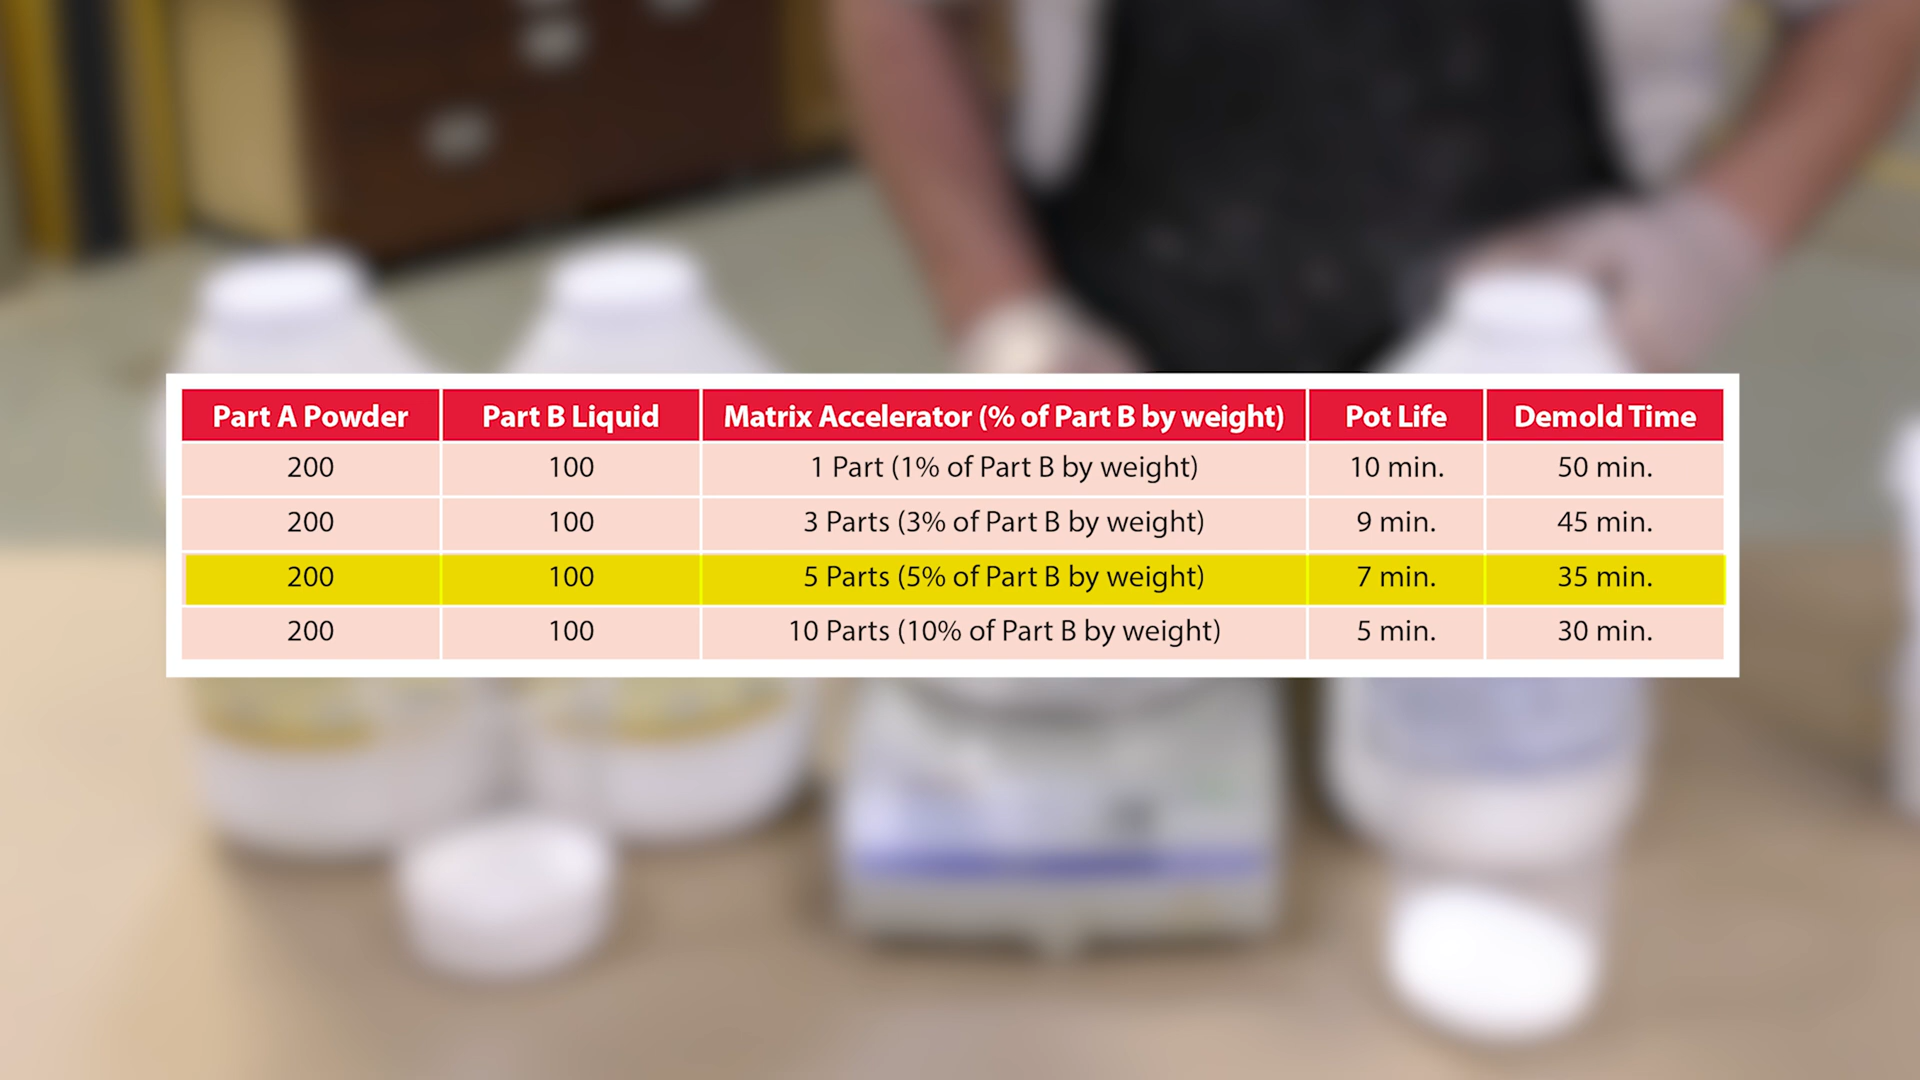 Part A Powder Part B Liquid Matrix Accelerator (% of Part B by weight) Pot Life Demold Time
200 100 1 Part (1% of Part B by weight) 10 min. 50 min.
200 100 3 Parts (3% of Part B by weight) 9 min. 45 min.
200 100 5 Parts (5% of Part B by weight) 7 min. 35 min.
200 100 10 Parts (10% of Part B by weight) 5 min. 30 min.